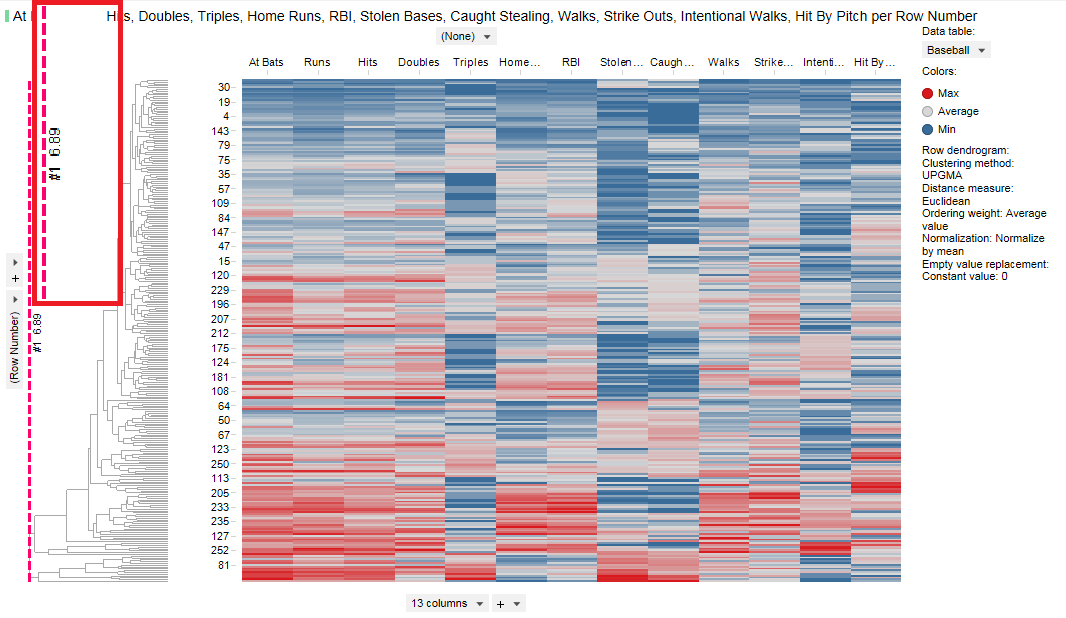 At
Hits, Doubles, Triples, Home Runs, RBI, Stolen Bases, Caught Stealing, Walks, Strike Outs, Intentional Walks, Hit By Pitch per Row Number
(None)
At Bats Runs Hits Doubles Triples Home... RBI Stolen... Caugh... Walks Strike... Intenti... Hit By...
30
19
4
143
79
75
35
57
109
84
147
47
15
120
229
196
207
212
175
124
181
108
64
50
67
123
250
113
205
233
235
127
252
81
#1 6.89
#1 6.89
(Row Number)
+
13 columns
+
Data table:
Baseball
Colors:
Max
Average
Min
Row dendrogram:
Clustering method:
UPGMA
Distance measure:
Euclidean
Ordering weight: Average
value
Normalization: Normalize
by mean
Empty value replacement:
Constant value: 0